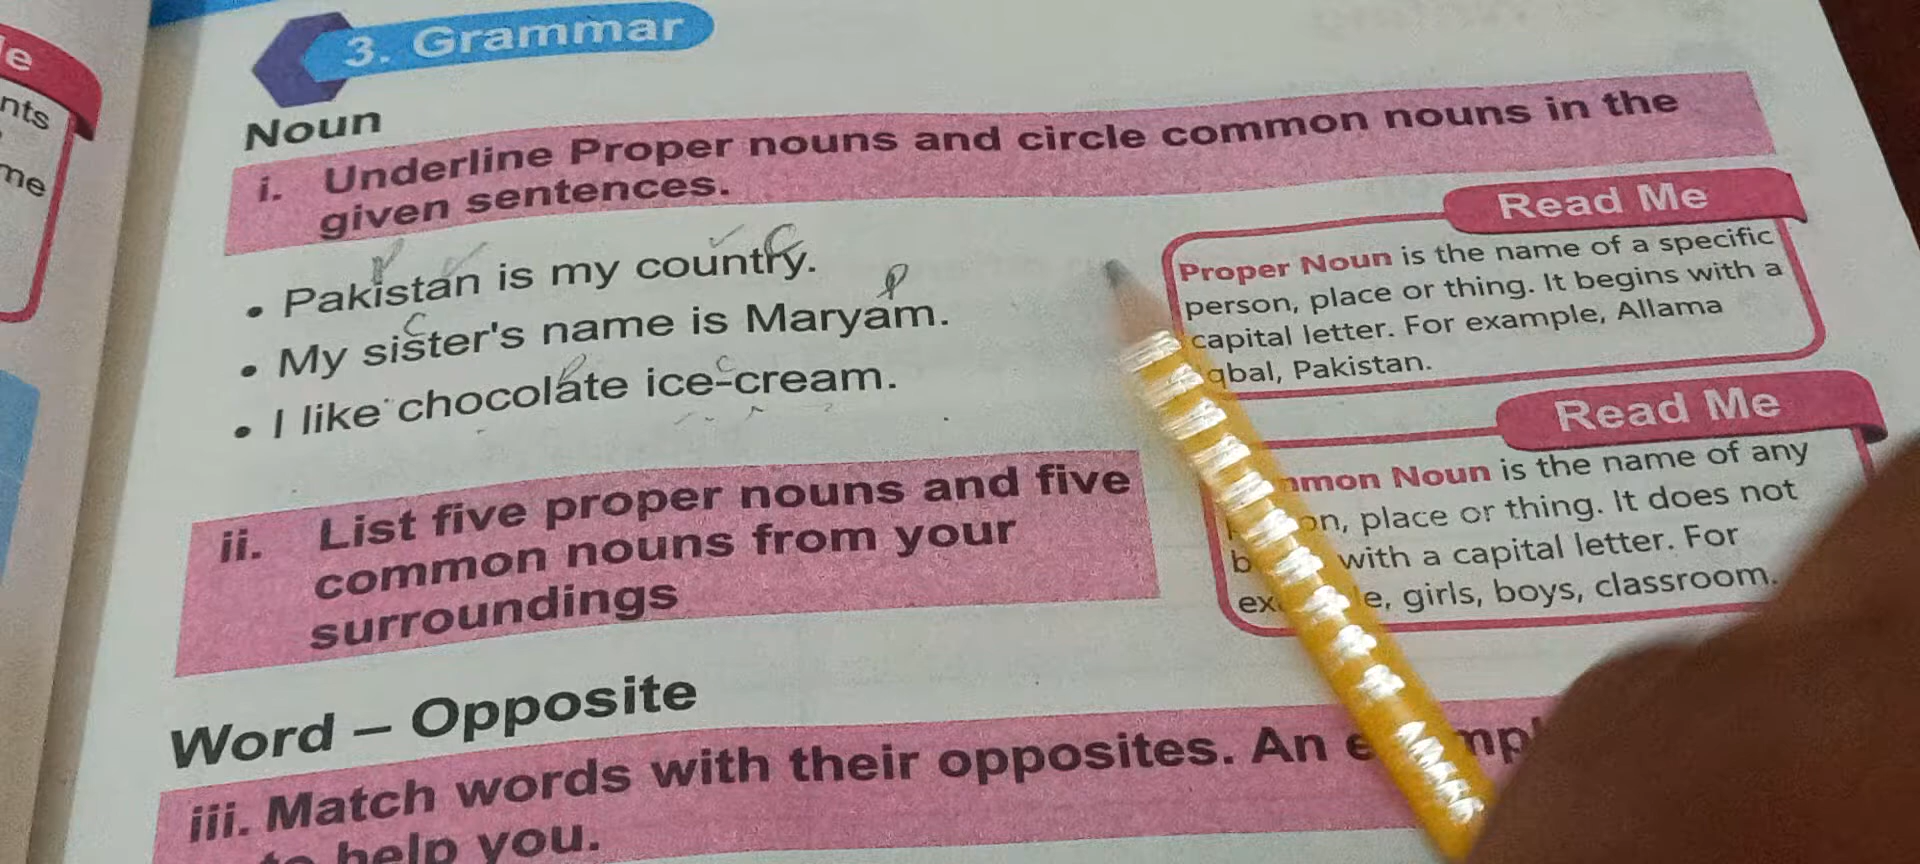 3. Grammar
Noun
i. Underline Proper nouns and circle common nouns in the
given sentences.
• Pakistan is my country.
• My sister's name is Maryam.
• I like chocolate ice-cream.
Read Me
Proper Noun is the name of a specific
person, place or thing. It begins with a
capital letter. For example, Allama
qbal, Pakistan.
Read Me
mon Noun is the name of any
on, place or thing. It does not
b with a capital letter. For
ex e, girls, boys, classroom.
ii. List five proper nouns and five
common nouns from your
surroundings
Word – Opposite
iii. Match words with their opposites. An e mpl
to help you.
nts
me